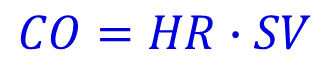 CO = HR · SV